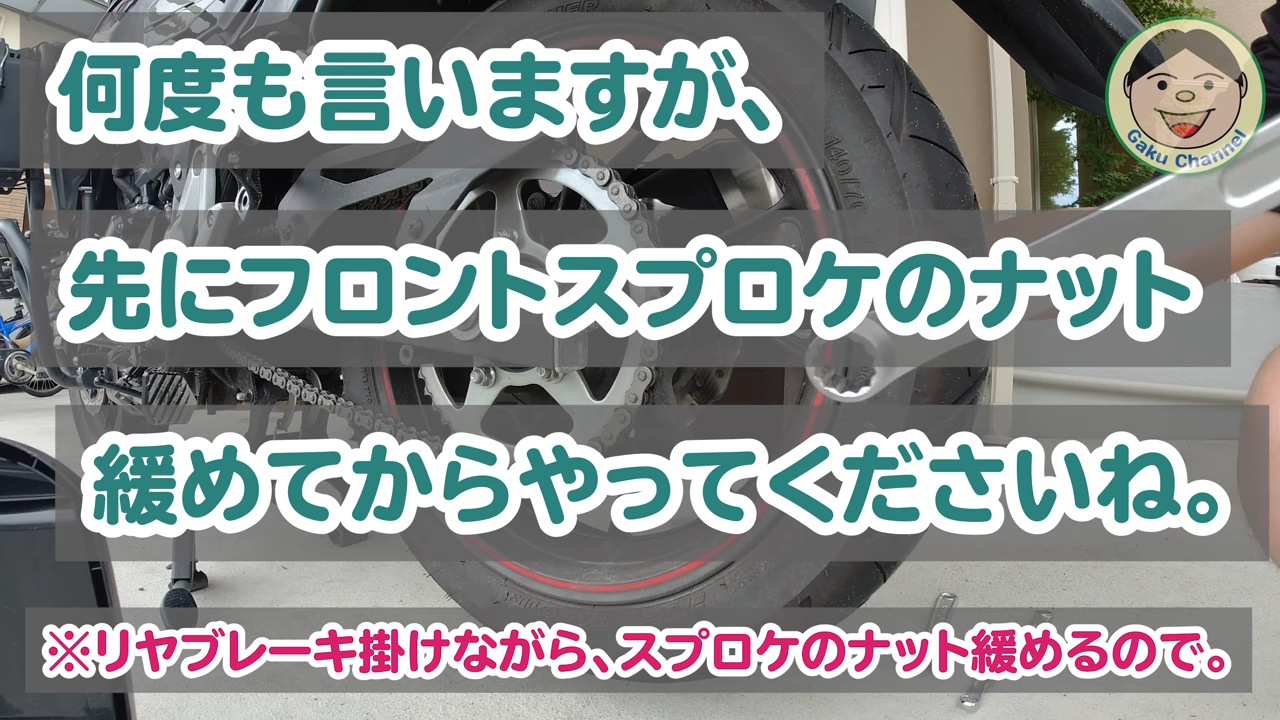 何度も言いますが、
Gaku Channel
140/70
先にフロントスプロケのナット
緩めてからやってくださいね。
※リヤブレーキ掛けながら、スプロケのナット緩めるので。